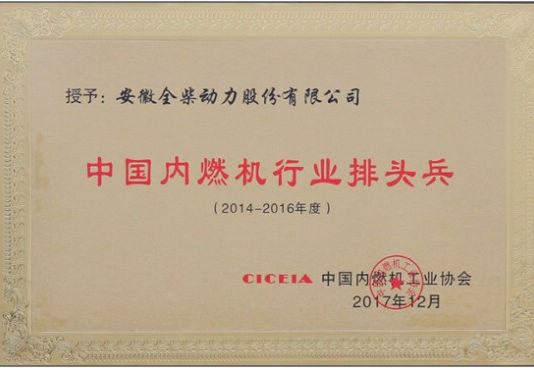 授予：安徽全柴动力股份有限公司
中国内燃机行业排头兵
（2014-2016年度）
CICEIA 中国内燃机工业协会
2017年12月